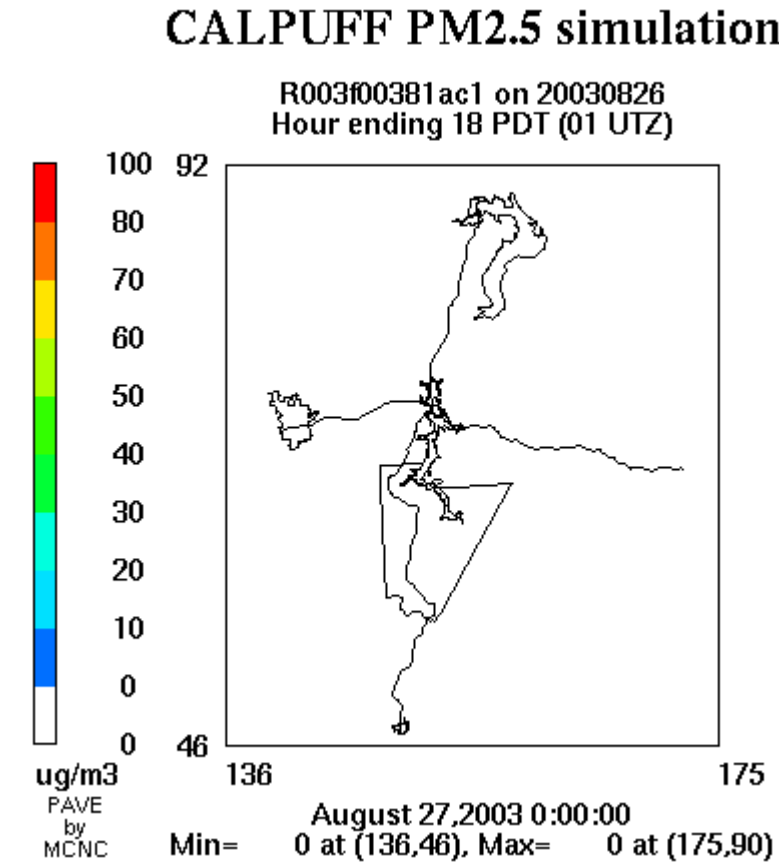 CALPUFF PM2.5 simulation
R003f00381ac1 on 20030826
Hour ending 18 PDT (01 UTZ)
100
80
70
60
50
40
30
20
10
0
0
ug/m3
PAVE
by
MCNC
92
46
136
175
August 27,2003 0:00:00
Min= 0 at (136,46), Max= 0 at (175,90)